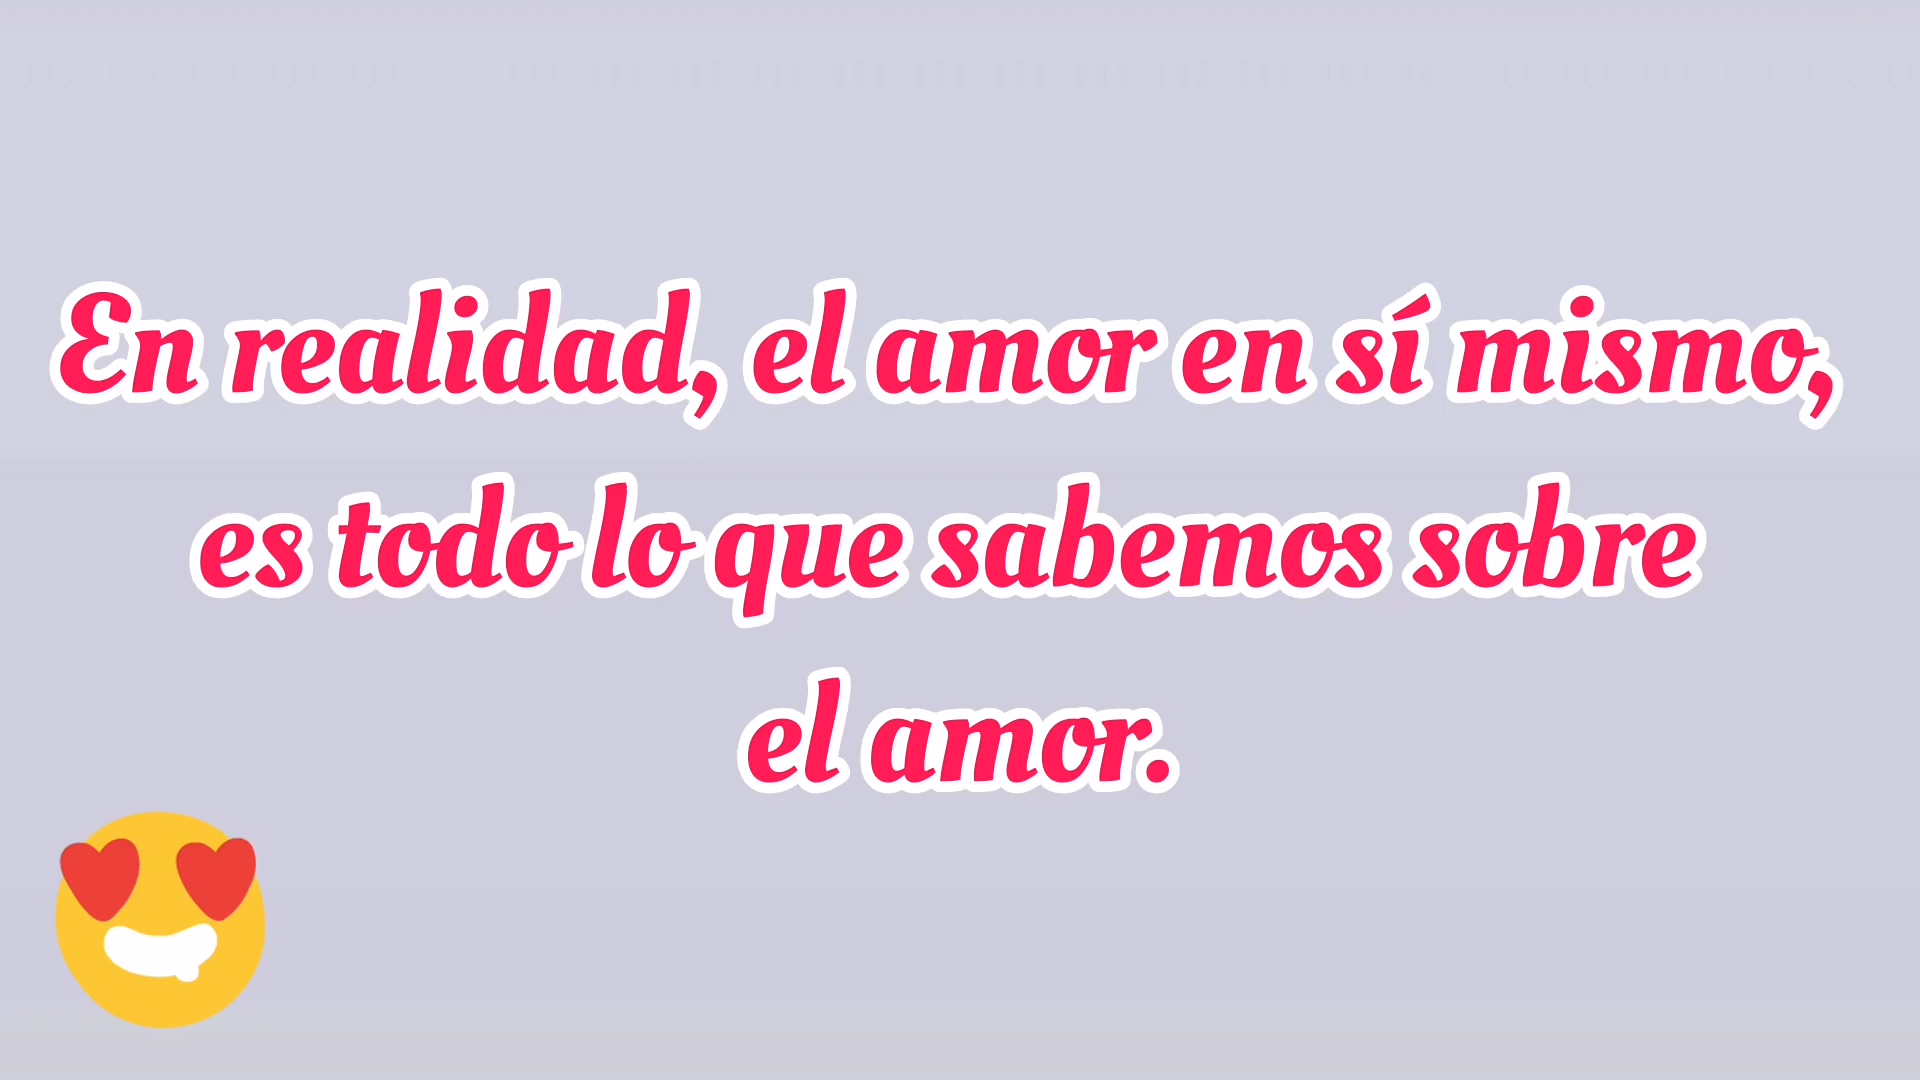 En realidad, el amor en sí mismo,
es todo lo que sabemos sobre
el amor.